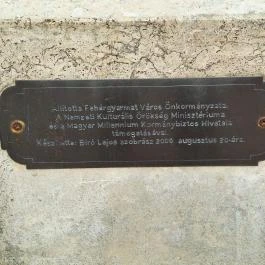 Állította Fehérgyarmat Város Önkormányzata
A Nemzeti Kulturális Örökség Minisztériuma
és a Magyar Millennium Kormánybiztos Hivatala
támogatásával.
Készítette: Bíró Lajos szobrász augusztus 20-ára.